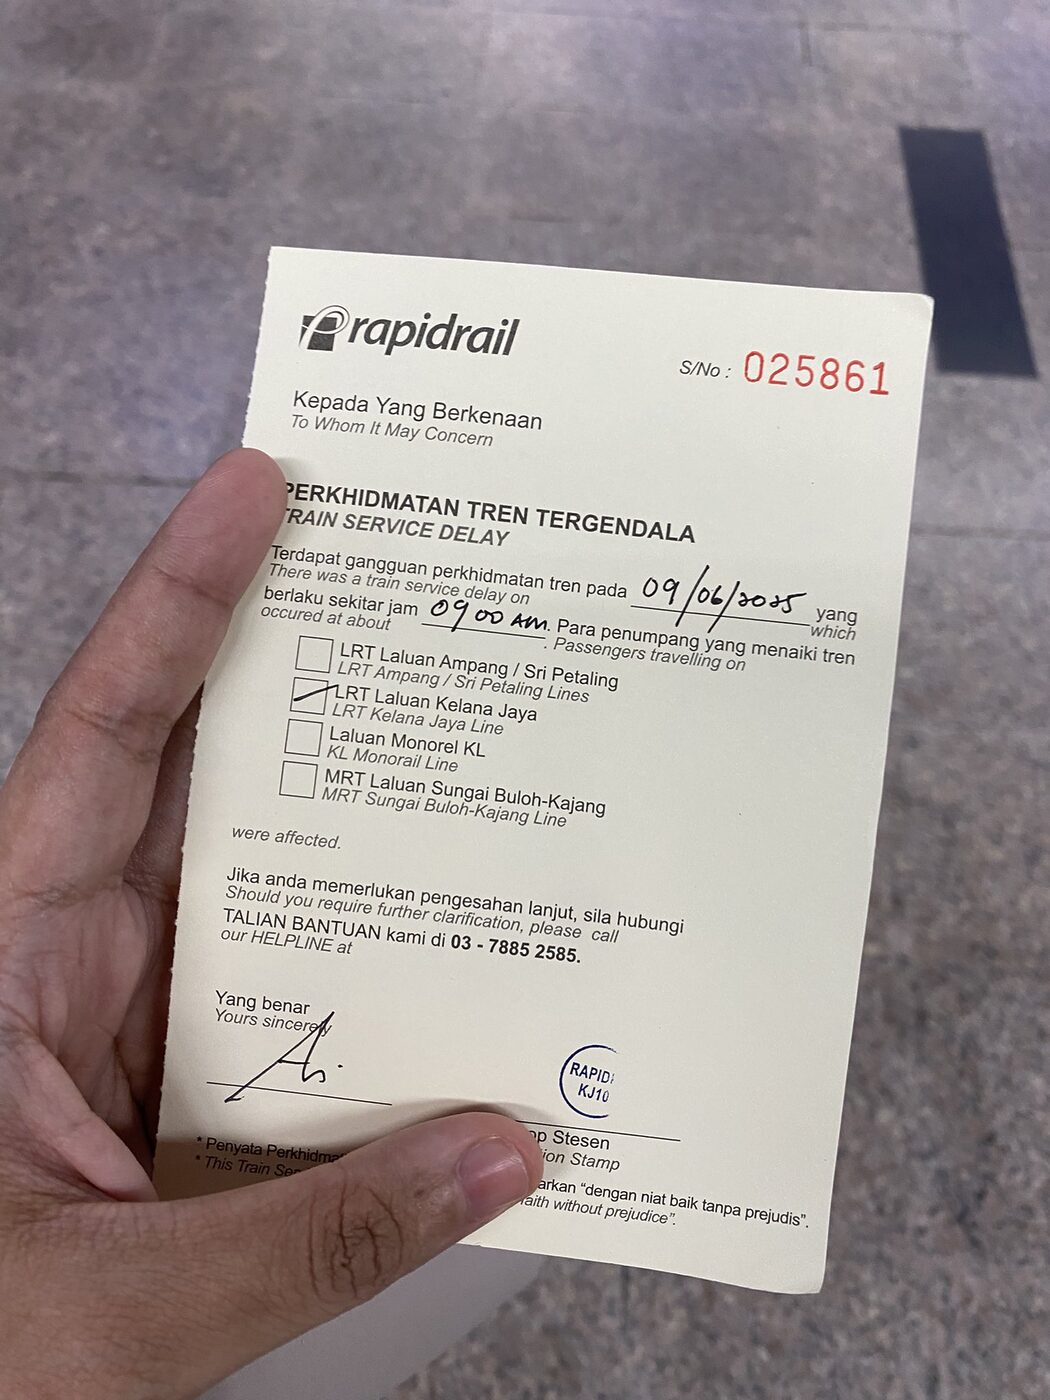 rapidrail
S/No : 025861
Kepada Yang Berkenaan
To Whom It May Concern
PERKHIDMATAN TREN TERGENDALA
TRAIN SERVICE DELAY
Terdapat gangguan perkhidmatan tren pada 09/06/2025 yang
There was a train service delay on which
berlaku sekitar jam 09 00 AM. Para penumpang yang menaiki tren
occured at about . Passengers travelling on
LRT Laluan Ampang / Sri Petaling
LRT Ampang / Sri Petaling Lines
LRT Laluan Kelana Jaya
LRT Kelana Jaya Line
Laluan Monorel KL
KL Monorail Line
MRT Laluan Sungai Buloh-Kajang
MRT Sungai Buloh-Kajang Line
were affected.
Jika anda memerlukan pengesahan lanjut, sila hubungi
Should you require further clarification, please call
TALIAN BANTUAN kami di 03 - 7885 2585.
our HELPLINE at
Yang benar
Yours sincerely
RAPID
KJ10
Stesen
Stamp
* Penyata
* This Train
"dengan niat baik tanpa prejudis".
faith without prejudice".